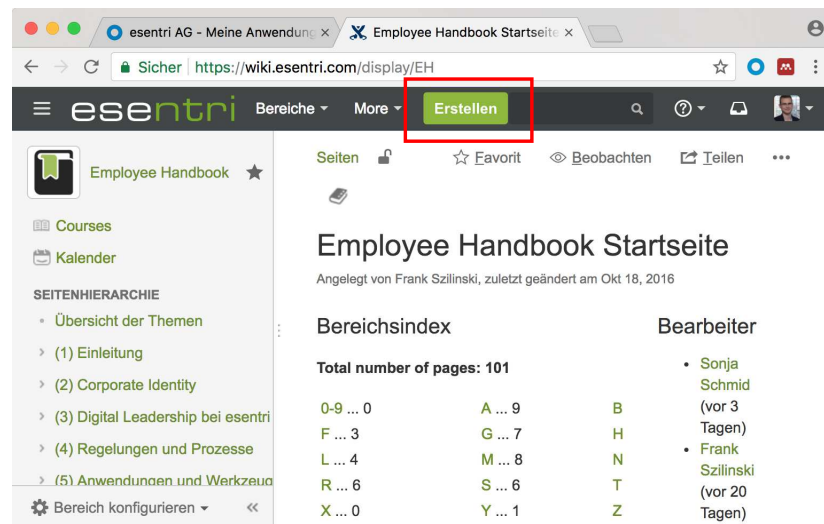 esentri AG - Meine Anwendung
Employee Handbook Startseite
Sicher https://wiki.esentri.com/display/EH
esentri Bereiche More Erstellen
Employee Handbook
Courses
Kalender
SEITENHIERARCHIE
Übersicht der Themen
(1) Einleitung
(2) Corporate Identity
(3) Digital Leadership bei esentri
(4) Regelungen und Prozesse
(5) Anwendungen und Werkzeug
Bereich konfigurieren
Seiten Favorit Beobachten Teilen
Employee Handbook Startseite
Angelegt von Frank Szilinski, zuletzt geändert am Okt 18, 2016
Bereichsindex
Total number of pages: 101
0-9 ... 0 A ... 9 B
F ... 3 G ... 7 H
L ... 4 M ... 8 N
R ... 6 S ... 6 T
X ... 0 Y ... 1 Z
Bearbeiter
Sonja
Schmid
(vor 3
Tagen)
Frank
Szilinski
(vor 20
Tagen)